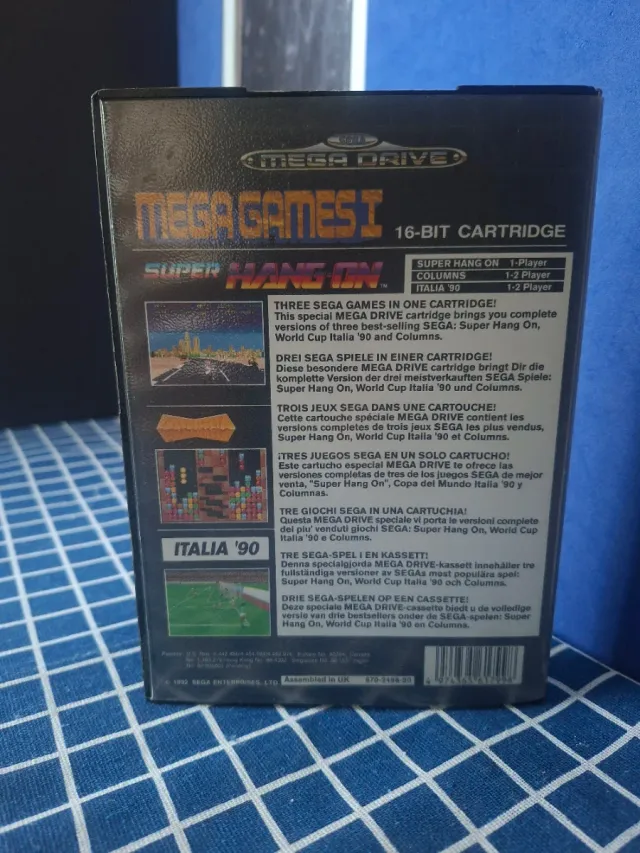 SEGA
MEGA DRIVE
MEGA GAMES I
16-BIT CARTRIDGE
SUPER HANG-ON™
SUPER HANG ON 1-Player
COLUMNS 1-2 Player
ITALIA '90 1-2 Player
THREE SEGA GAMES IN ONE CARTRIDGE!
This special MEGA DRIVE cartridge brings you complete
versions of three best-selling SEGA: Super Hang On,
World Cup Italia '90 and Columns.
DREI SEGA SPIELE IN EINER CARTRIDGE!
Diese besondere MEGA DRIVE cartridge bringt Dir die
komplette Version der drei meistverkauften SEGA Spiele:
Super Hang On, World Cup Italia '90 und Columns.
TROIS JEUX SEGA DANS UNE CARTOUCHE!
Cette cartouche spéciale MEGA DRIVE contient les
versions completes de trois jeux SEGA les plus vendus,
Super Hang On, World Cup Italia '90 et Columns.
¡TRES JUEGOS SEGA EN UN SOLO CARTUCHO!
Este cartucho especial MEGA DRIVE te ofrece las
versiones completas de tres de los juegos SEGA de mejor
venta, "Super Hang On", Copa del Mundo Italia '90 y
Columnas.
TRE GIOCHI SEGA IN UNA CARTUCHIA!
Questa MEGA DRIVE speciale vi porta le versioni complete
dei piu' venduti giochi SEGA: Super Hang On, World Cup Italia
'90 e Columns.
ITALIA '90
TRE SEGA-SPEL I EN KASSETT!
Denna specialgjorda MEGA DRIVE-kassett innehåller tre
fullständiga versioner av SEGAs mest populära spel:
Super Hang On, World Cup Italia '90 och Columns.
DRIE SEGA-SPELEN OP EEN CASSETTE!
Deze speciale MEGA DRIVE-cassette biedt u de volledige
versie van drie bestsellers onder de SEGA-spelen: Super
Hang On, World Cup Italia '90 en Columns.
© 1992 SEGA ENTERPRISES, LTD.
Assembled in UK